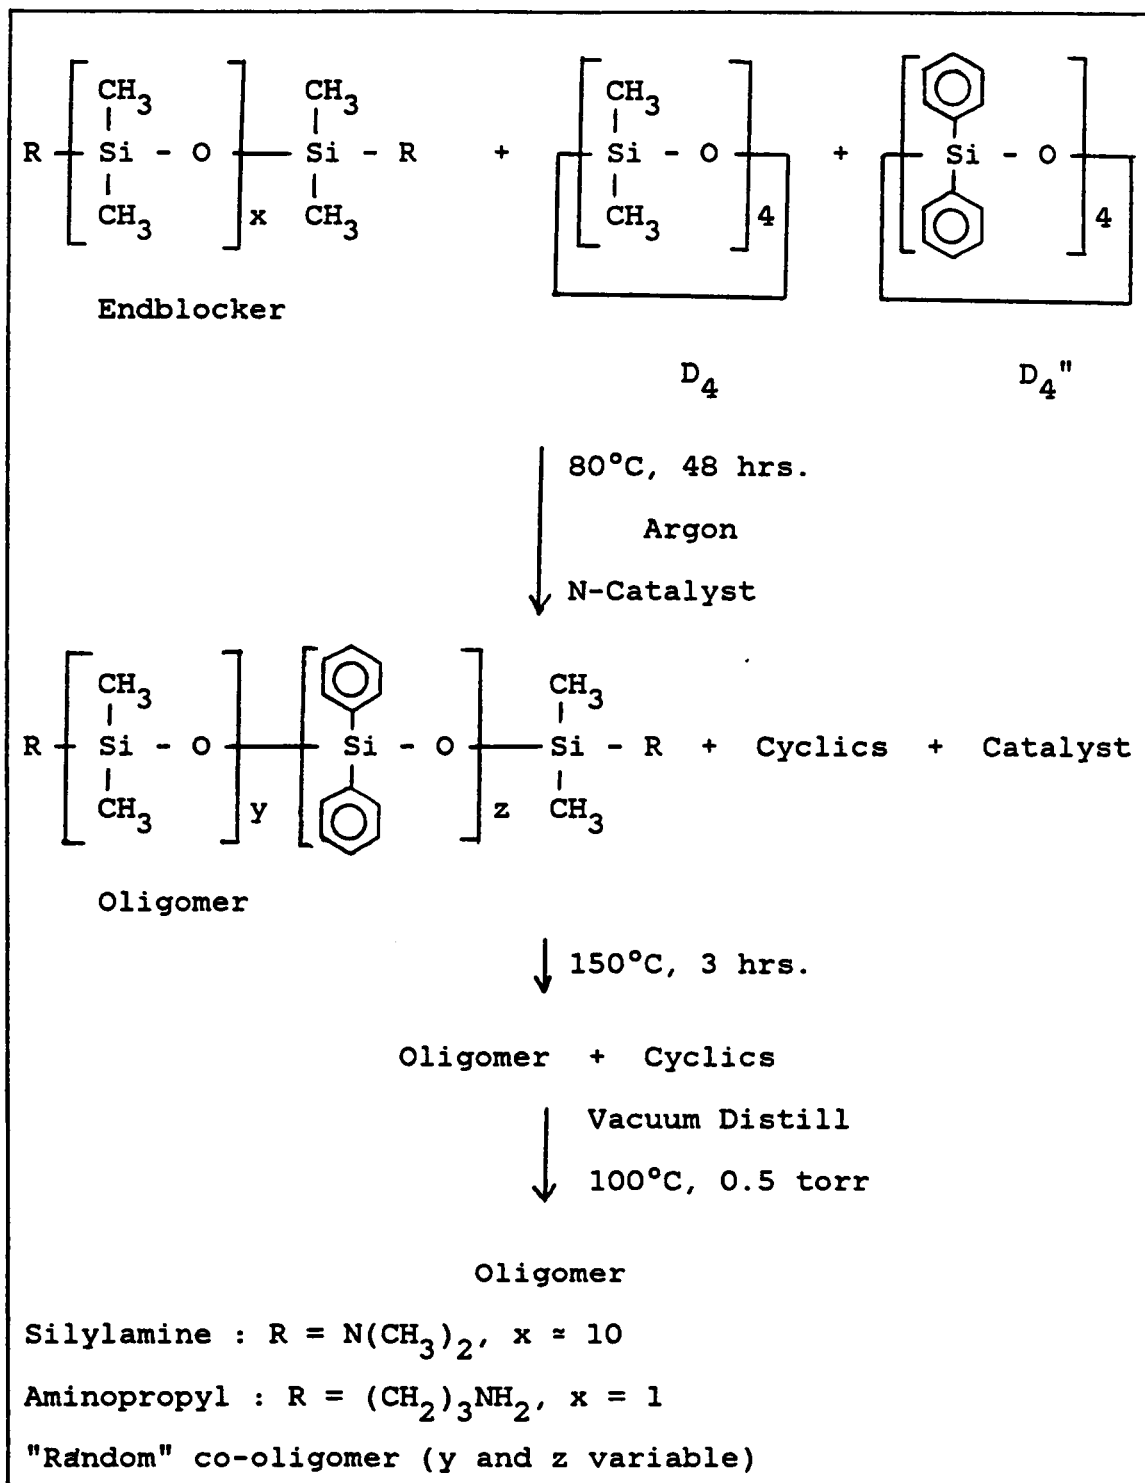 CH3 CH3 CH3
R Si - O Si - R + Si - O + Si - O
CH3 x CH3 CH3 4 4
Endblocker
D4 D4"
80°C, 48 hrs.
Argon
N-Catalyst
CH3 CH3
R Si - O Si - O Si - R + Cyclics + Catalyst
CH3 y z CH3
Oligomer
150°C, 3 hrs.
Oligomer + Cyclics
Vacuum Distill
100°C, 0.5 torr
Oligomer
Silylamine : R = N(CH3)2, x ≃ 10
Aminopropyl : R = (CH2)3NH2, x = 1
"Random" co-oligomer (y and z variable)